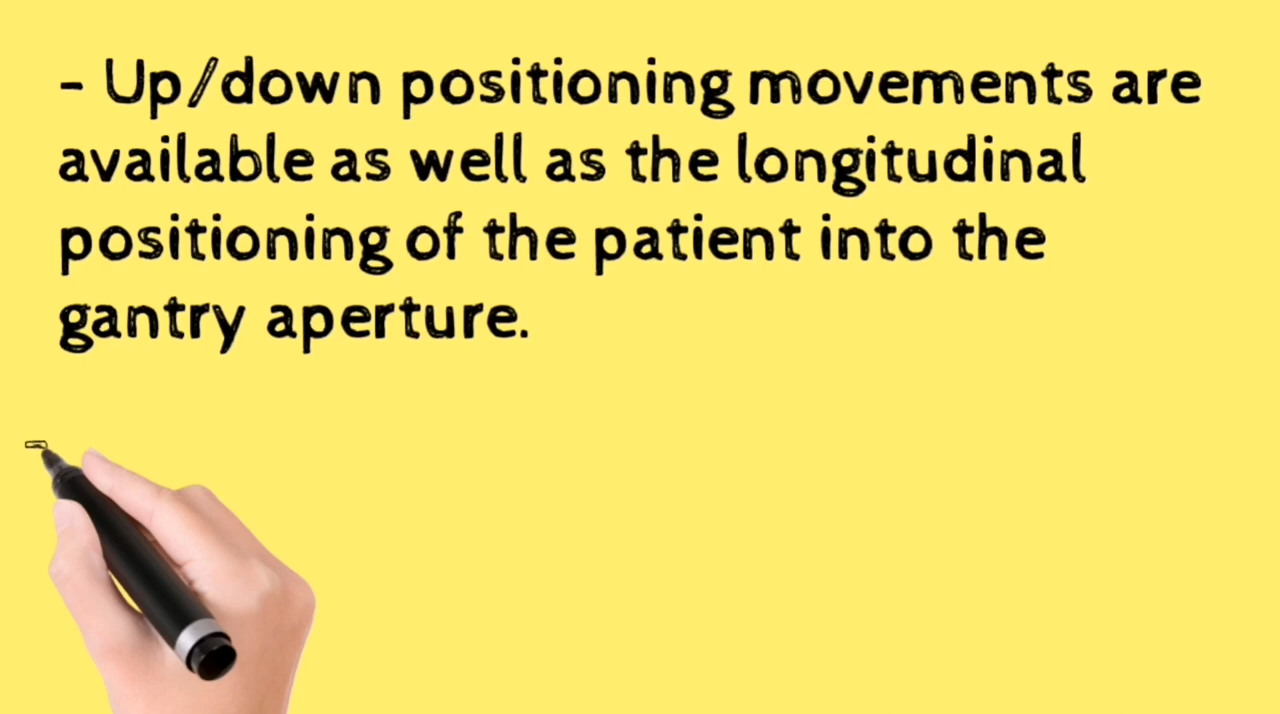 - Up/down positioning movements are
available as well as the longitudinal
positioning of the patient into the
gantry aperture.
-